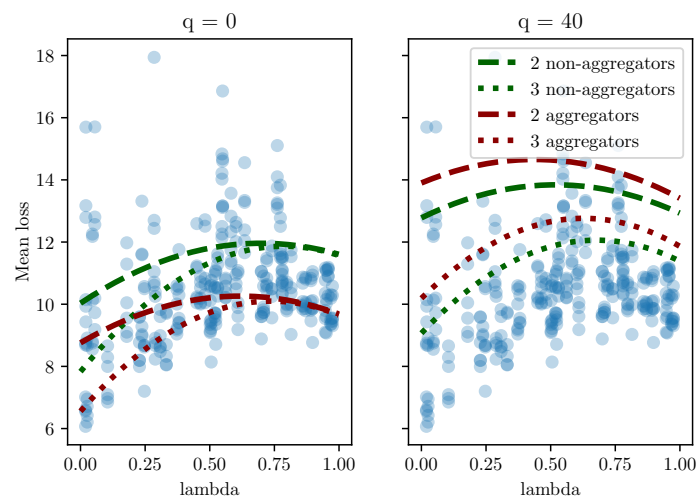 q = 0
q = 40
18
16
14
12
10
8
6
Mean loss
2 non-aggregators
3 non-aggregators
2 aggregators
3 aggregators
0.00 0.25 0.50 0.75 1.00
0.00 0.25 0.50 0.75 1.00
lambda
lambda